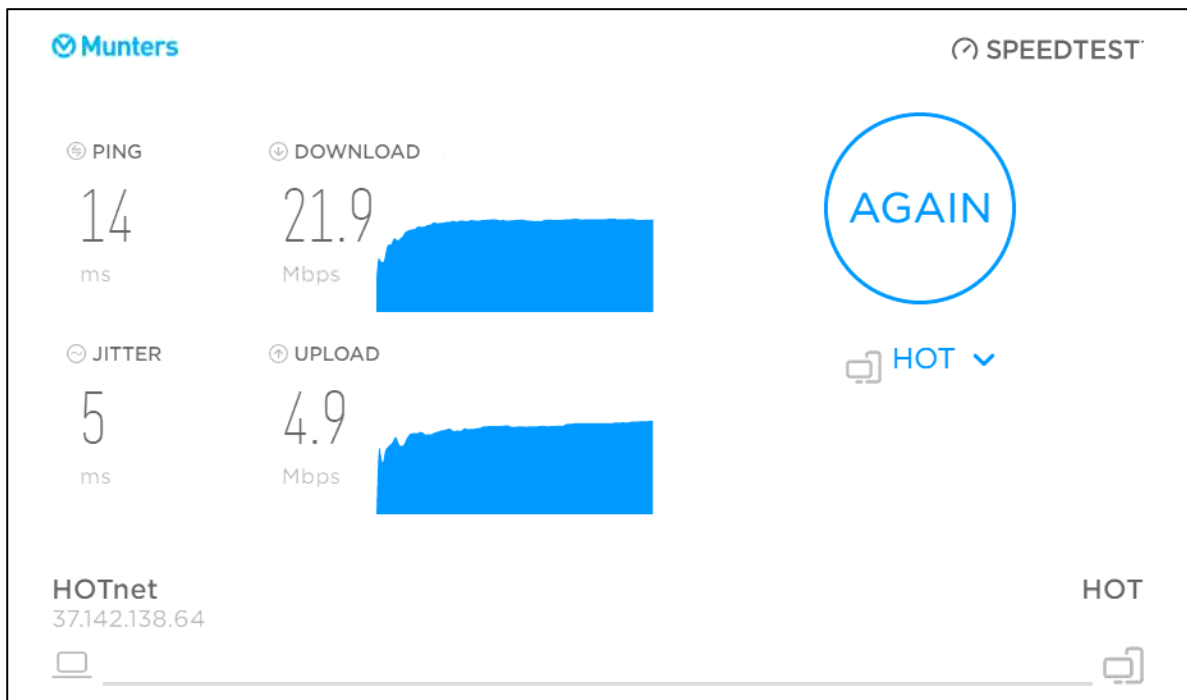 Munters
SPEEDTEST
PING
14
ms
DOWNLOAD
21.9
Mbps
AGAIN
JITTER
5
ms
UPLOAD
4.9
Mbps
HOT
HOTnet
37.142.138.64
HOT